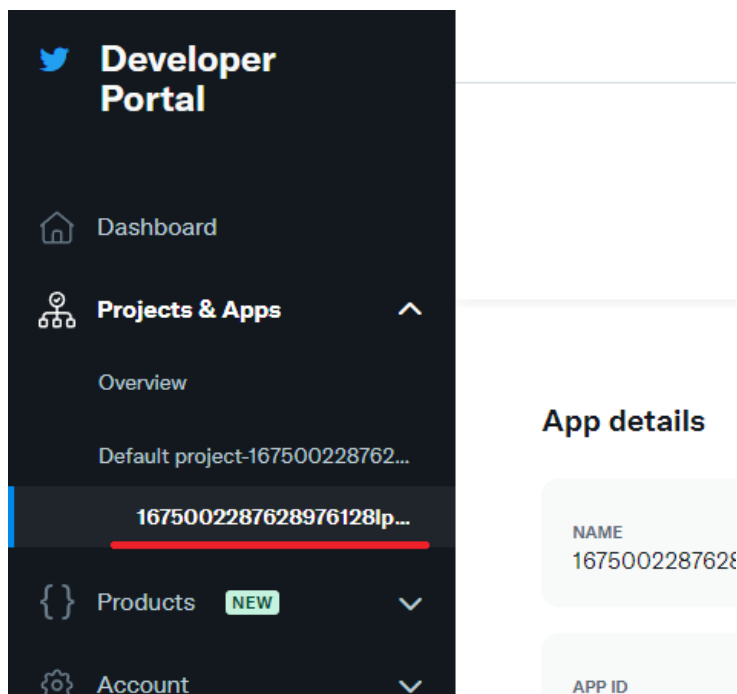 Developer
Portal
Dashboard
Projects & Apps
Overview
Default project-167500228762...
1675002287628976128lp...
Products NEW
Account
App details
NAME
167500228762
APP ID